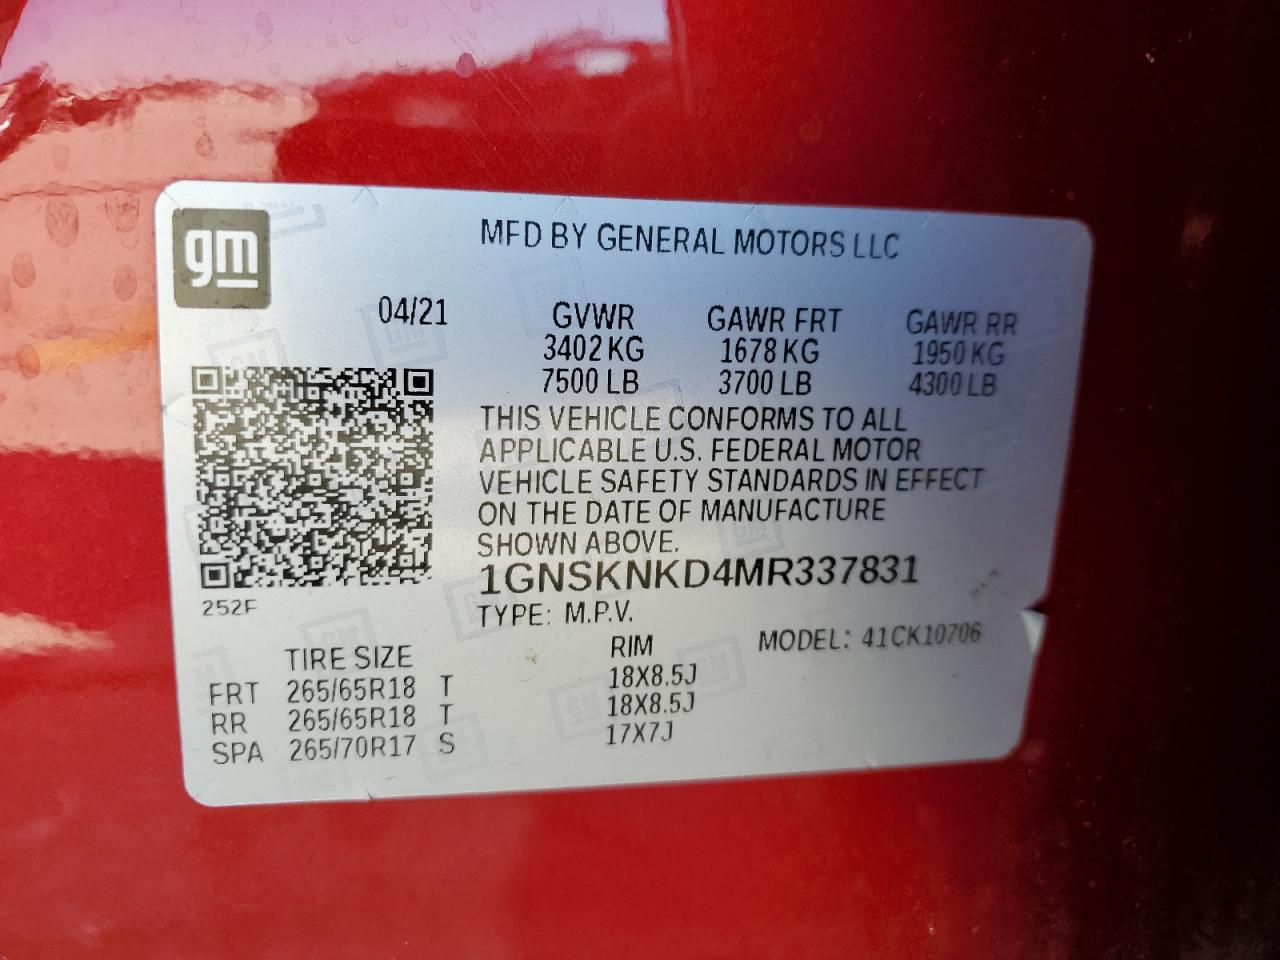 gm
MFD BY GENERAL MOTORS LLC
04/21 GVWR GAWR FRT GAWR RR
3402 KG 1678 KG 1950 KG
7500 LB 3700 LB 4300 LB
THIS VEHICLE CONFORMS TO ALL
APPLICABLE U.S. FEDERAL MOTOR
VEHICLE SAFETY STANDARDS IN EFFECT
ON THE DATE OF MANUFACTURE
SHOWN ABOVE.
1GNSKNKD4MR337831
252F
TYPE: M.P.V. MODEL: 41CK10706
TIRE SIZE RIM
FRT 265/65R18 T 18X8.5J
RR 265/65R18 T 18X8.5J
SPA 265/70R17 S 17X7J